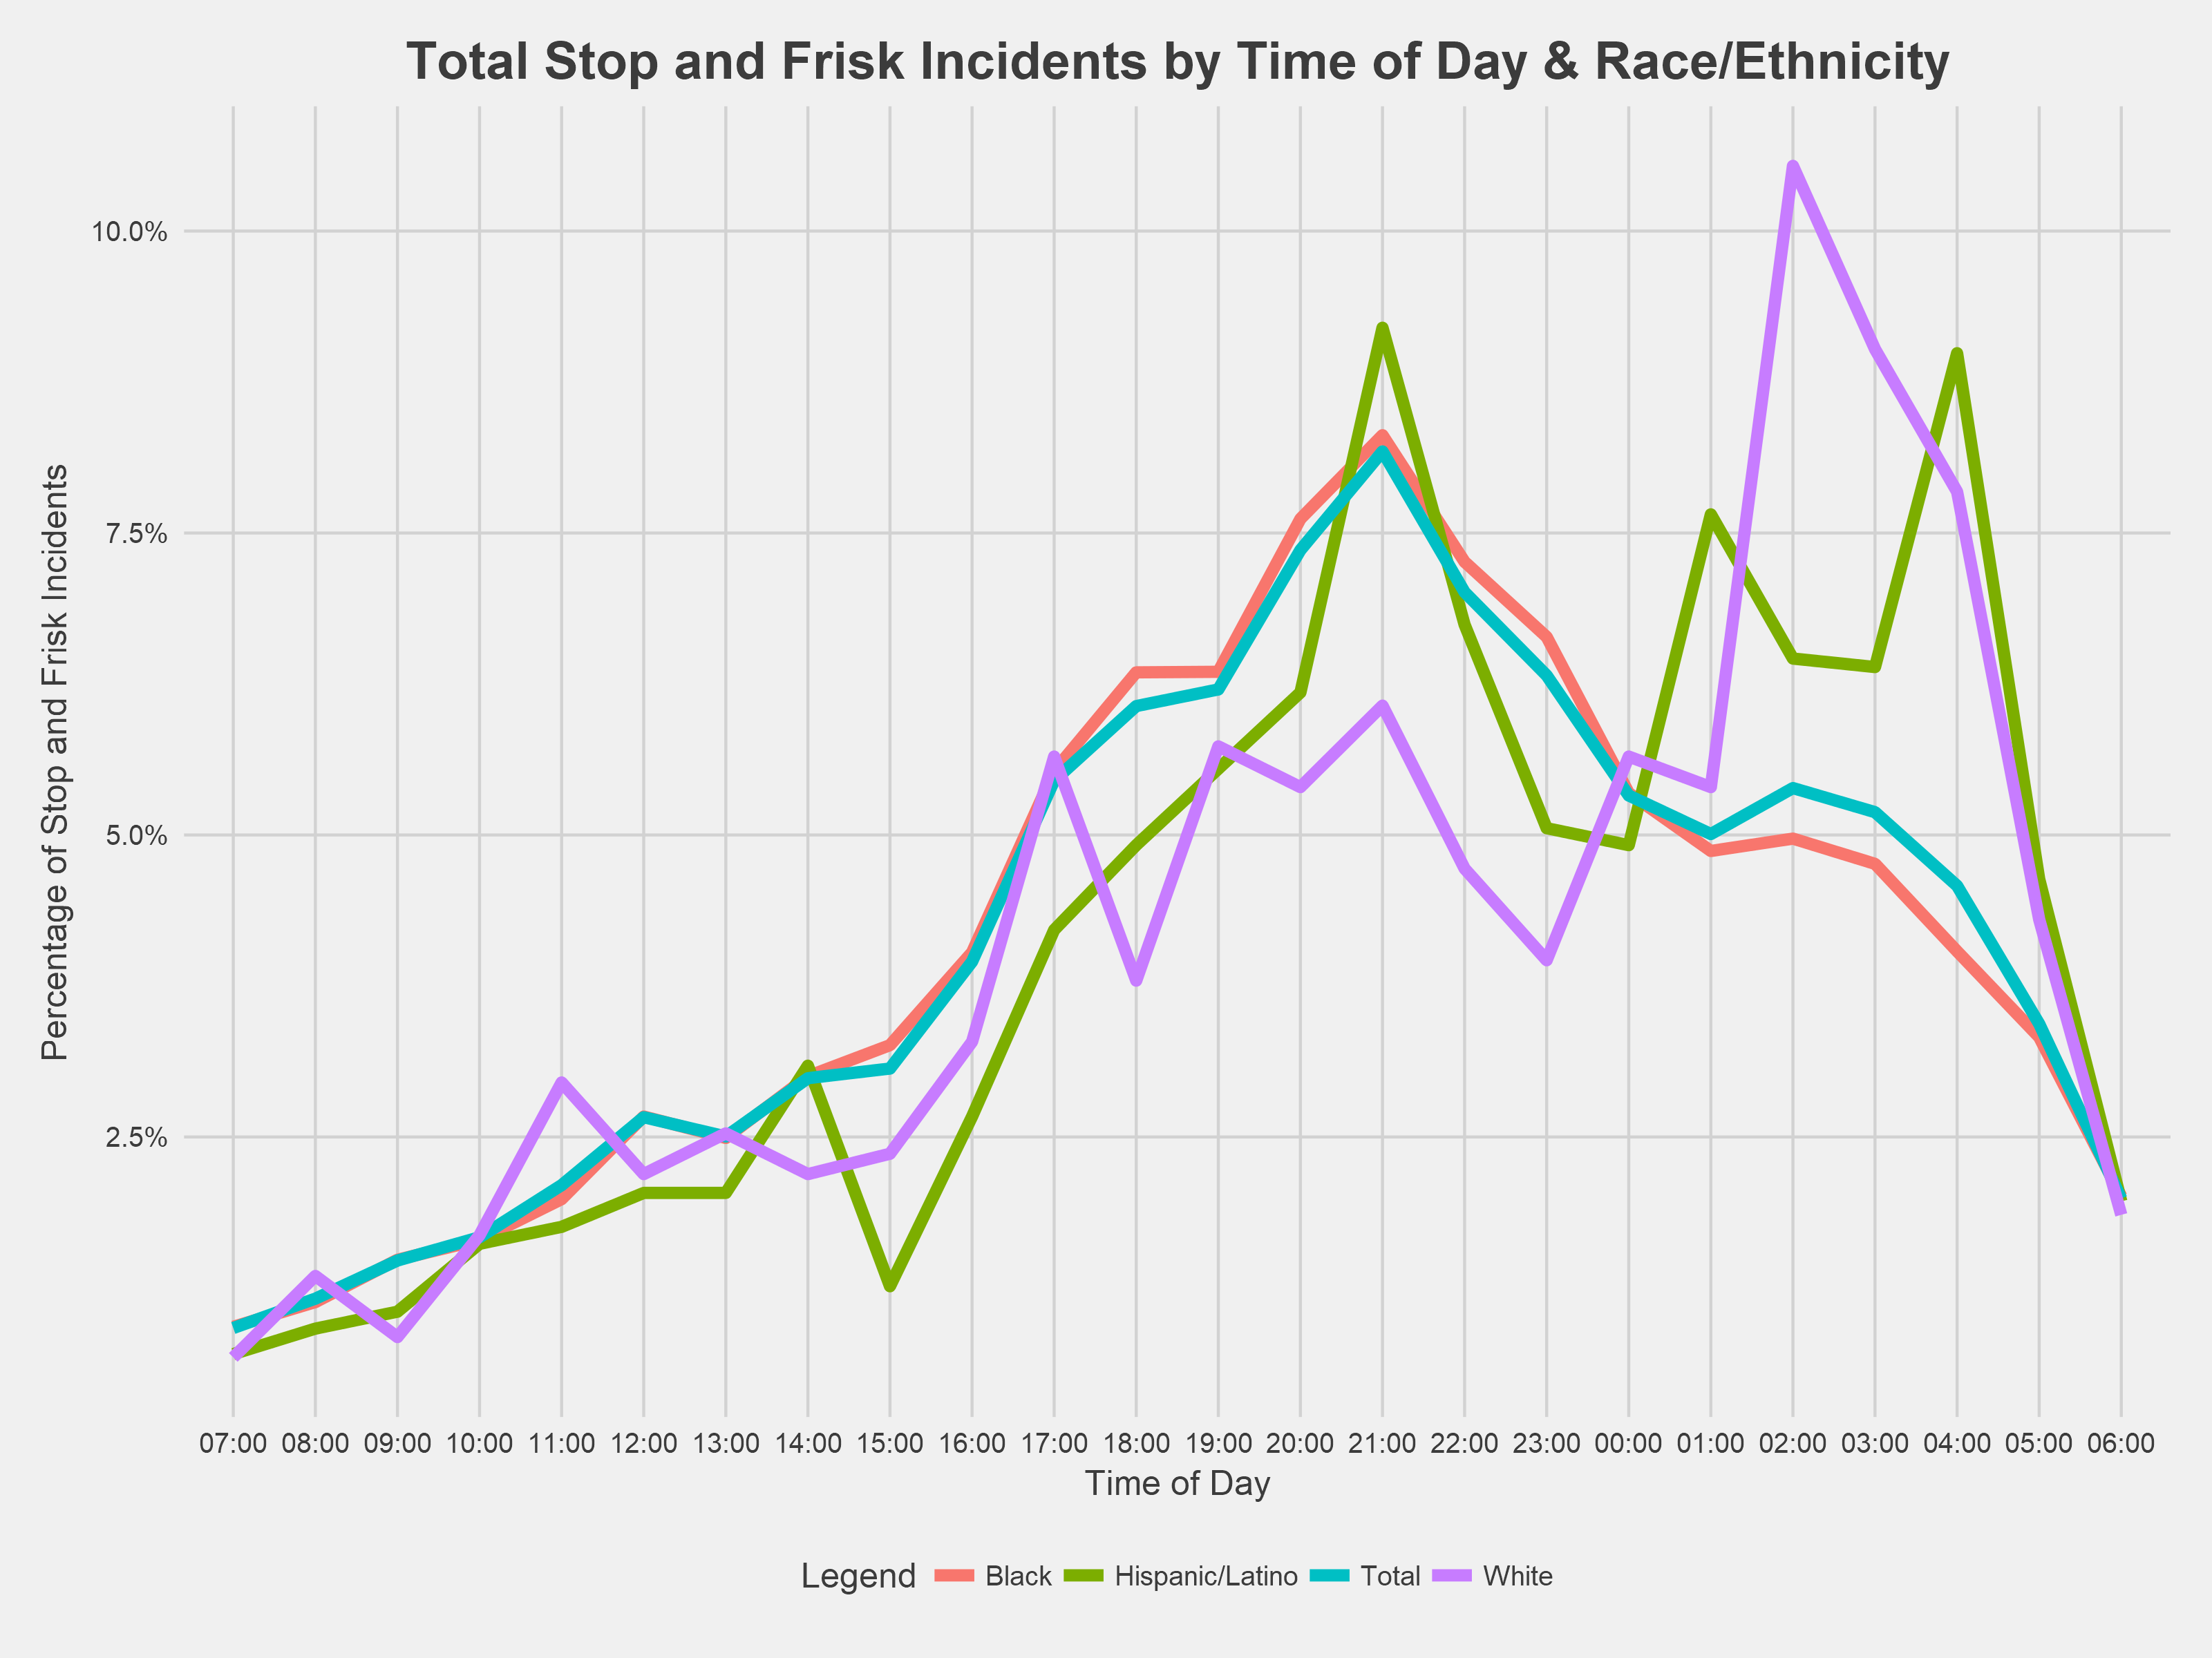 Total Stop and Frisk Incidents by Time of Day & Race/Ethnicity
Percentage of Stop and Frisk Incidents
10.0%
7.5%
5.0%
2.5%
07:00 08:00 09:00 10:00 11:00 12:00 13:00 14:00 15:00 16:00 17:00 18:00 19:00 20:00 21:00 22:00 23:00 00:00 01:00 02:00 03:00 04:00 05:00 06:00
Time of Day
Legend Black Hispanic/Latino Total White